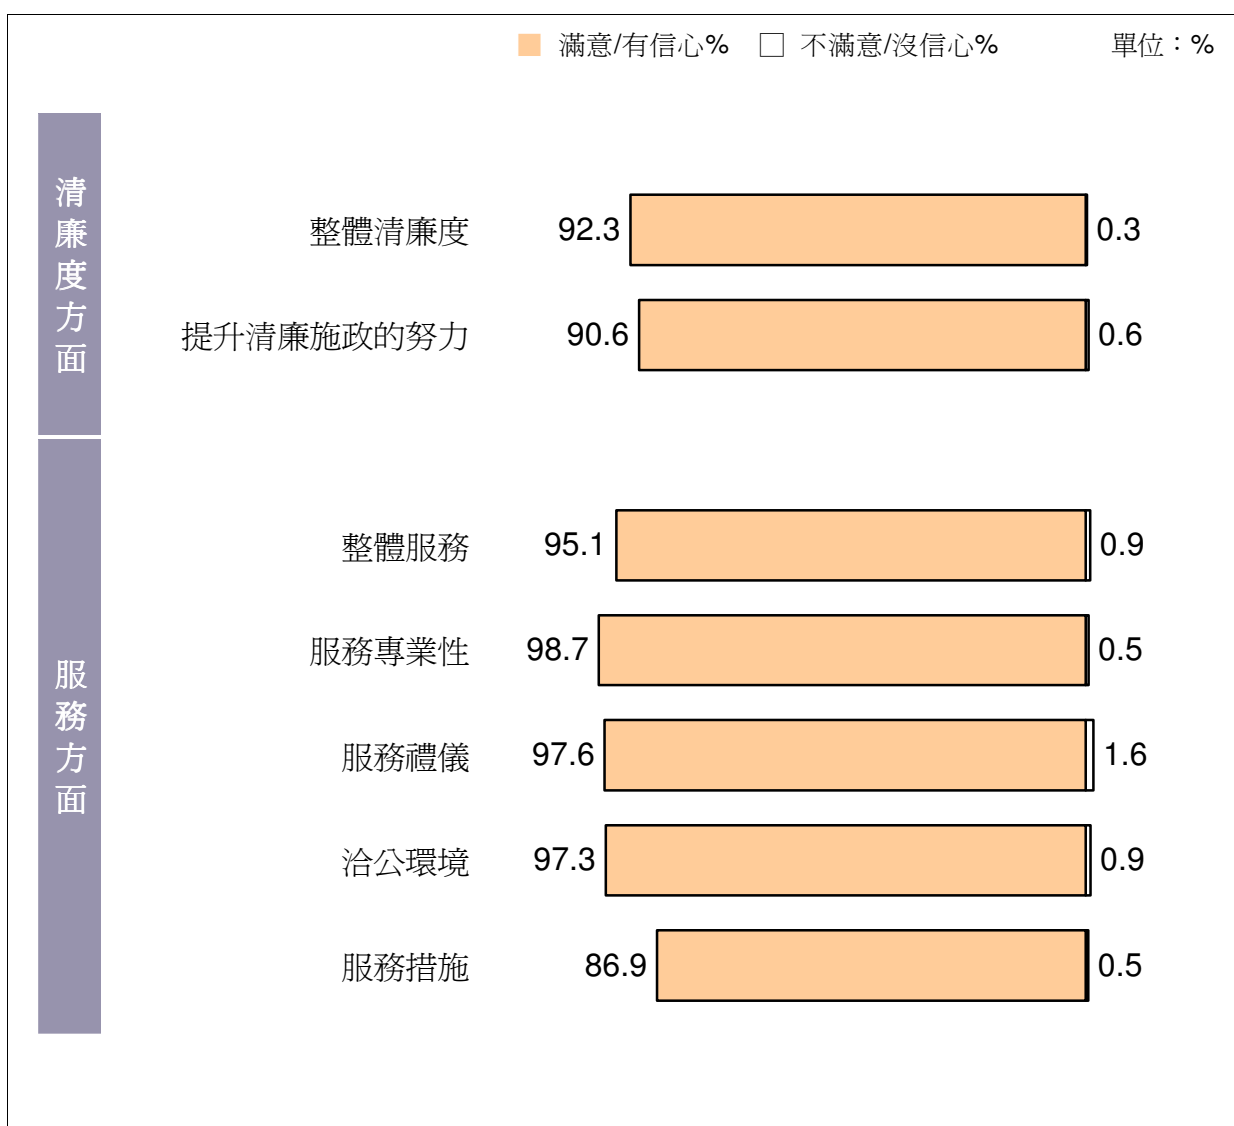 滿意/有信心% 不滿意/沒信心% 單位：%
清廉度方面
整體清廉度 92.3 0.3
提升清廉施政的努力 90.6 0.6
服務方面
整體服務 95.1 0.9
服務專業性 98.7 0.5
服務禮儀 97.6 1.6
洽公環境 97.3 0.9
服務措施 86.9 0.5